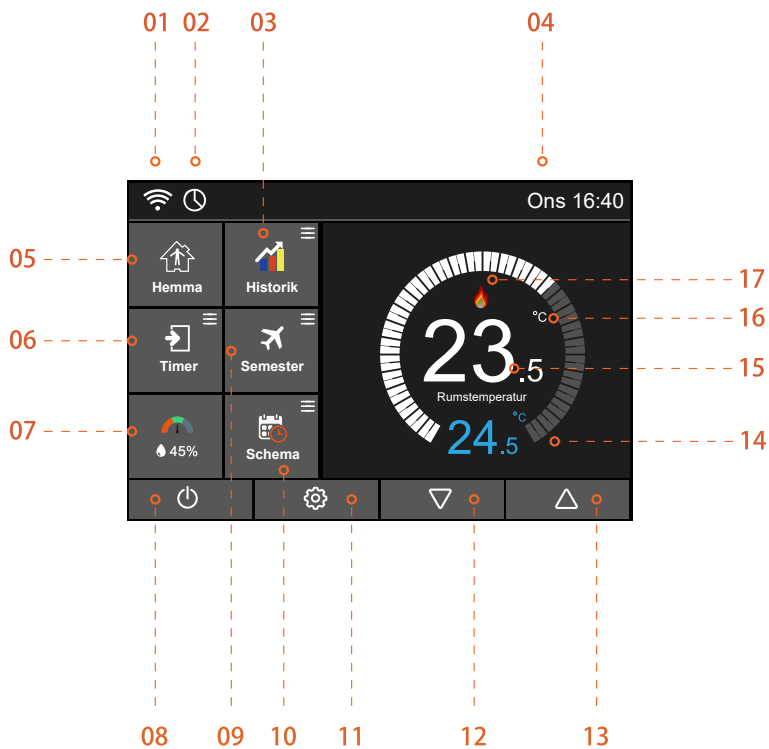 01 02 03 04
Ons 16:40
05
Hemma
Historik
17
°C
16
06
23.5
15
Timer
Semester
Rumstemperatur
07
°C
14
24.5
45%
Schema
08 09 10 11 12 13